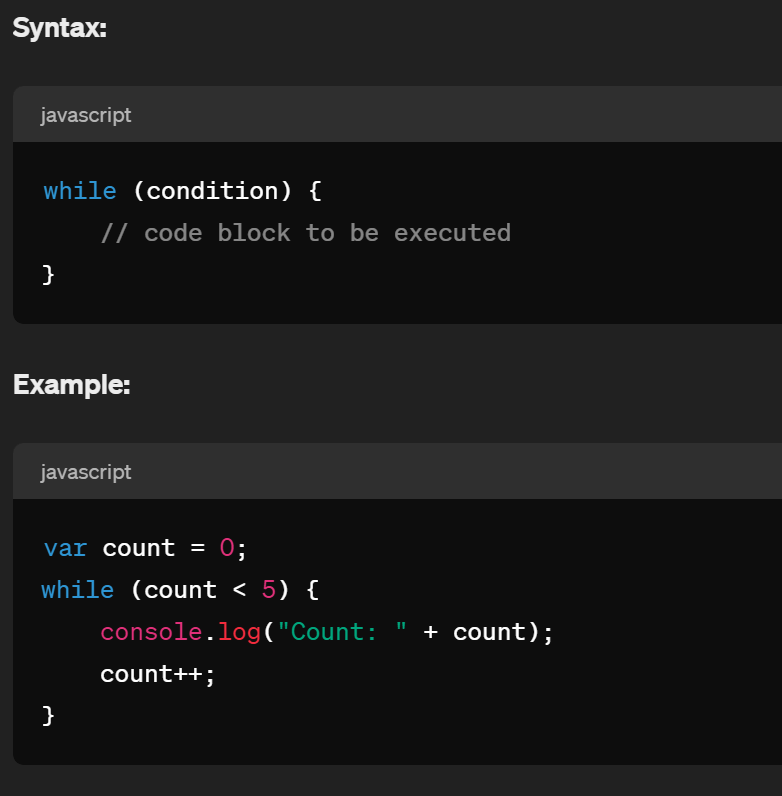 Syntax:
javascript
while (condition) {
    // code block to be executed
}
Example:
javascript
var count = 0;
while (count < 5) {
    console.log("Count: " + count);
    count++;
}